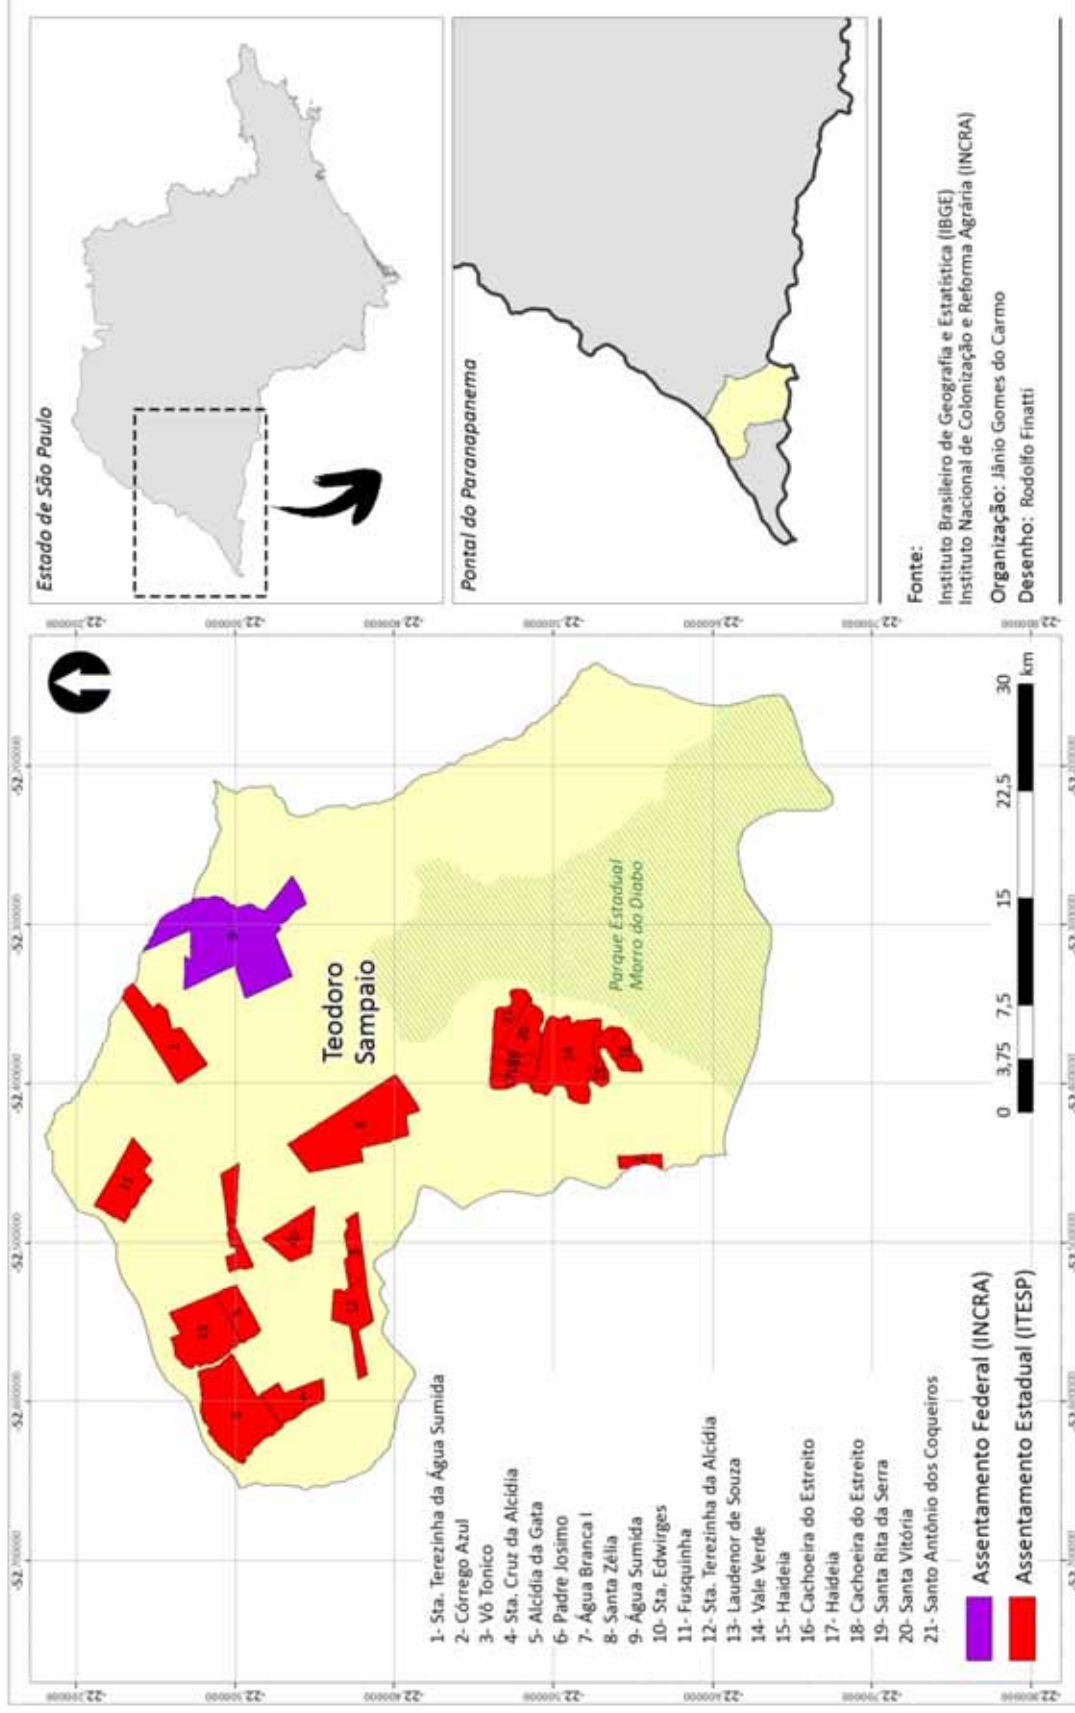 Estado de São Paulo
Pontal do Paranapanema
Fonte:
Instituto Brasileiro de Geografia e Estatística (IBGE)
Instituto Nacional de Colonização e Reforma Agrária (INCRA)
Organização: Jânio Gomes do Carmo
Desenho: Rodolfo Finatti
Teodoro
Sampaio
Parque Estadual
Morro do Diabo
0 3,75 7,5 15 22,5 30
km
1- Sta. Terezinha da Água Sumida
2- Córrego Azul
3- Vô Tonico
4- Sta. Cruz da Alcídia
5- Alcídia da Gata
6- Padre Josimo
7- Água Branca I
8- Santa Zélia
9- Água Sumida
10- Sta. Edwirges
11- Fusquinha
12- Sta. Terezinha da Alcídia
13- Laudenor de Souza
14- Vale Verde
15- Haideia
16- Cachoeira do Estreito
17- Haideia
18- Cachoeira do Estreito
19- Santa Rita da Serra
20- Santa Vitória
21- Santo Antônio dos Coqueiros
Assentamento Federal (INCRA)
Assentamento Estadual (ITESP)